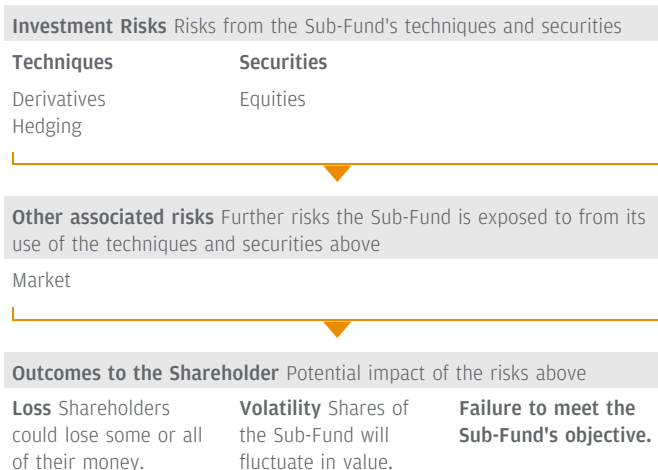 Investment Risks Risks from the Sub-Fund's techniques and securities
Techniques
Securities
Derivatives
Equities
Hedging
Other associated risks Further risks the Sub-Fund is exposed to from its
use of the techniques and securities above
Market
Outcomes to the Shareholder Potential impact of the risks above
Loss Shareholders
could lose some or all
of their money.
Volatility Shares of
the Sub-Fund will
fluctuate in value.
Failure to meet the
Sub-Fund's objective.